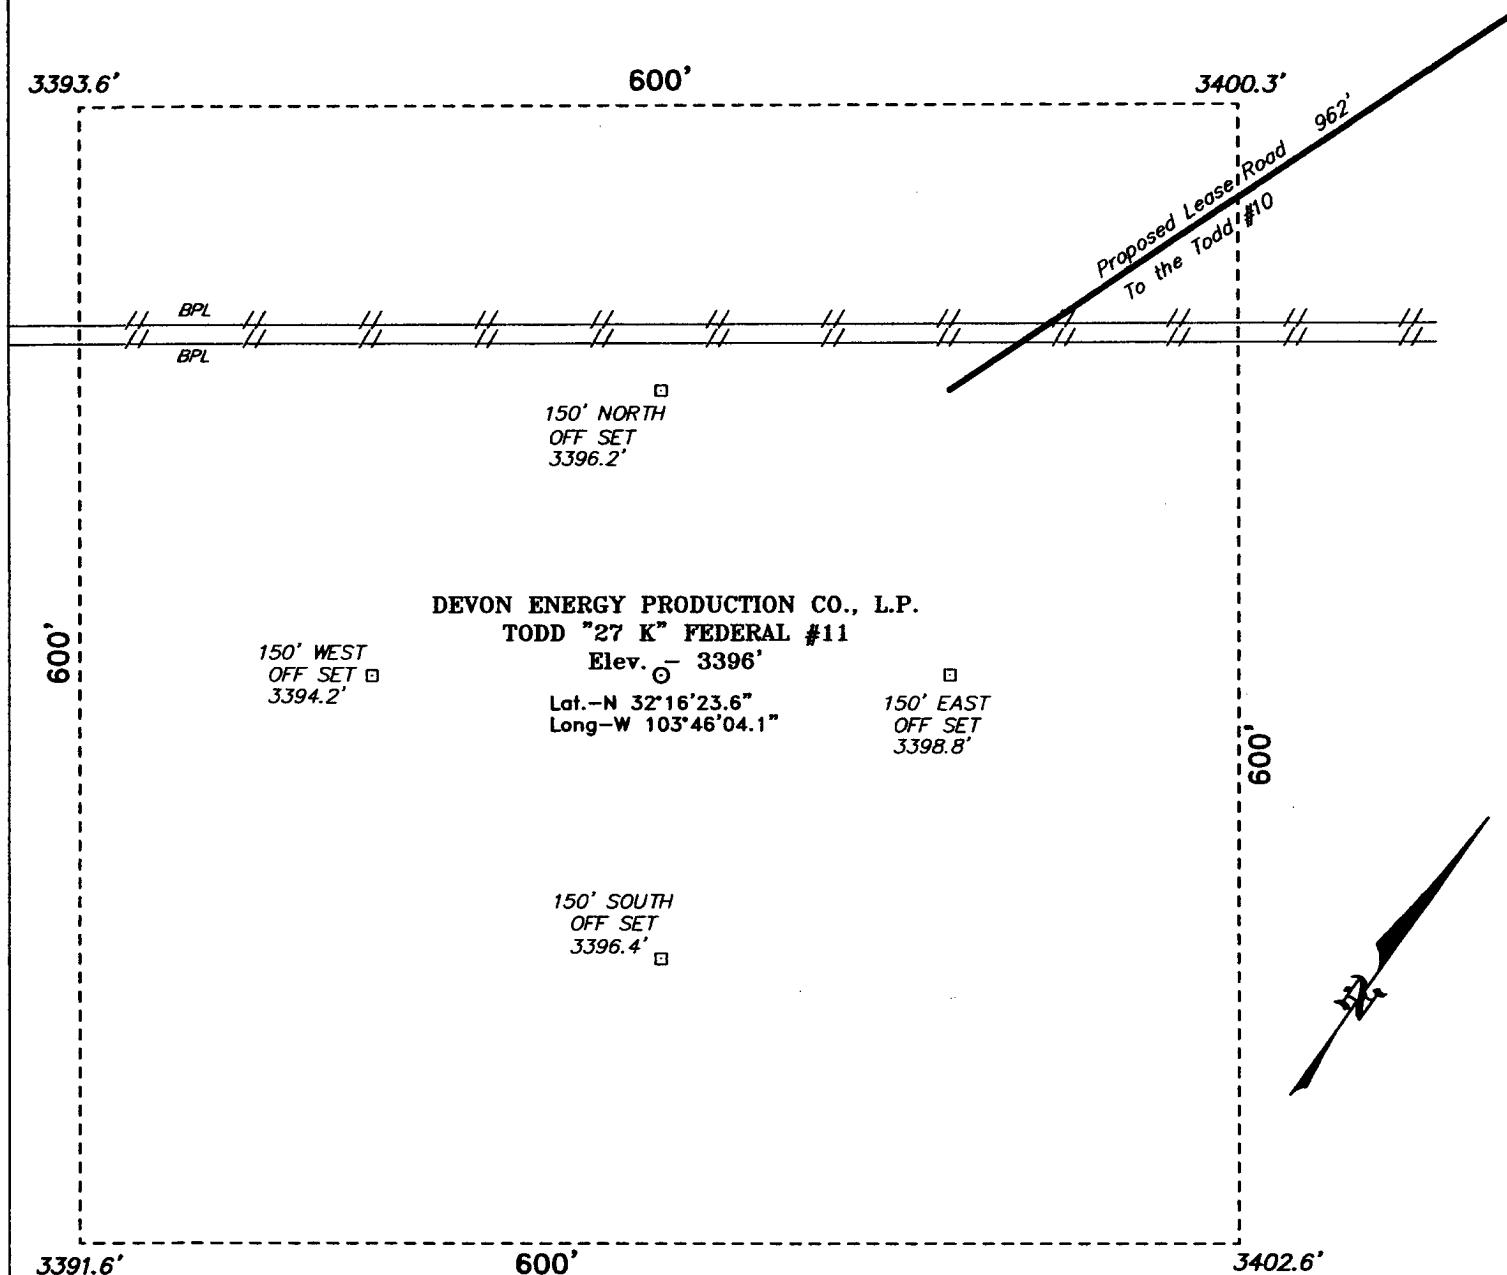 3393.6'
600'
3400.3'
962'
Proposed Lease Road
To the Todd #10
BPL
BPL
150' NORTH
OFF SET
3396.2'
DEVON ENERGY PRODUCTION CO., L.P.
TODD "27 K" FEDERAL #11
Elev. - 3396'
Lat.-N 32°16'23.6"
Long-W 103°46'04.1"
600'
150' WEST
OFF SET
3394.2'
150' EAST
OFF SET
3398.8'
600'
150' SOUTH
OFF SET
3396.4'
N
3391.6'
600'
3402.6'